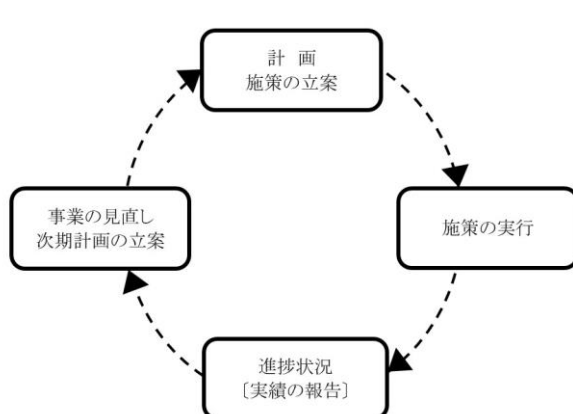 計　画
施策の立案
施策の実行
進捗状況
〔実績の報告〕
事業の見直し
次期計画の立案